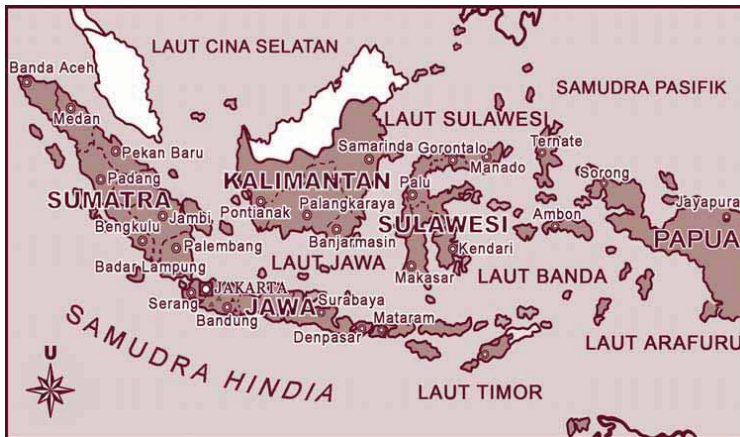 LAUT CINA SELATAN
Banda Aceh
SAMUDRA PASIFIK
Medan
LAUT SULAWESI
Ternate
Pekan Baru
Samarinda
Gorontalo
Manado
Padang
KALIMANTAN
Sorong
SUMATRA
Palu
Jayapura
Pontianak
Palangkaraya
Jambi
SULAWESI
Ambon
Bengkulu
Palembang
Banjarmasin
PAPUA
Kendari
LAUT JAWA
Badar Lampung
Makasar
LAUT BANDA
JAKARTA
Serang
JAWA
Surabaya
Bandung
Mataram
Denpasar
SAMUDRA HINDIA
LAUT ARAFURU
U
LAUT TIMOR